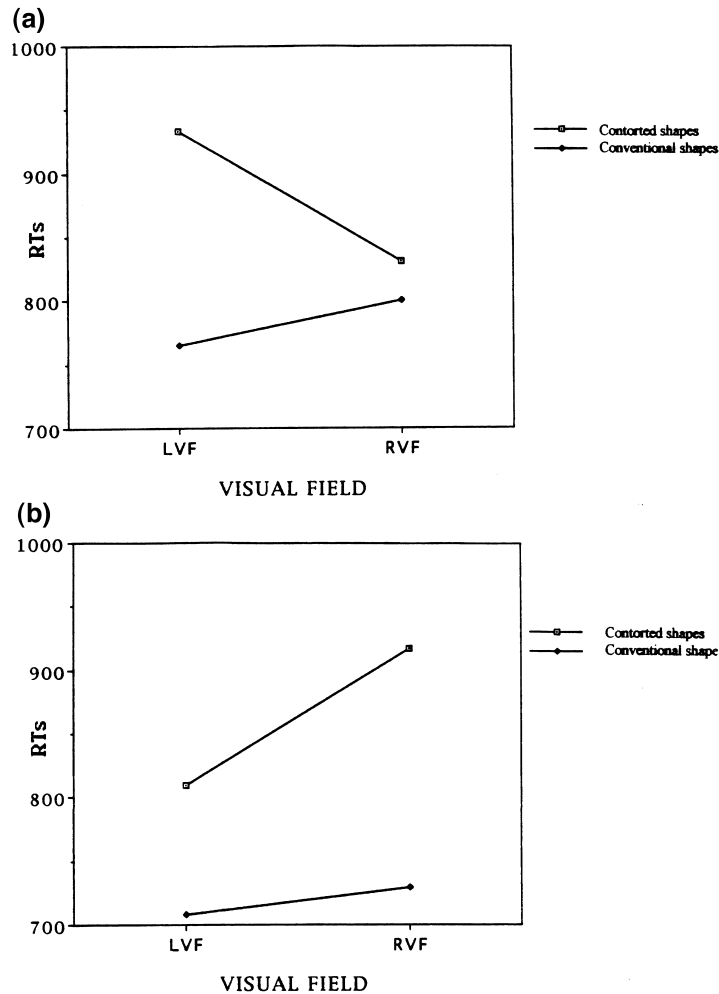 (a)
1000
900
800
700
RTs
LVF RVF
VISUAL FIELD
Contorted shapes
Conventional shapes
(b)
1000
900
800
700
RTs
LVF RVF
VISUAL FIELD
Contorted shapes
Conventional shape